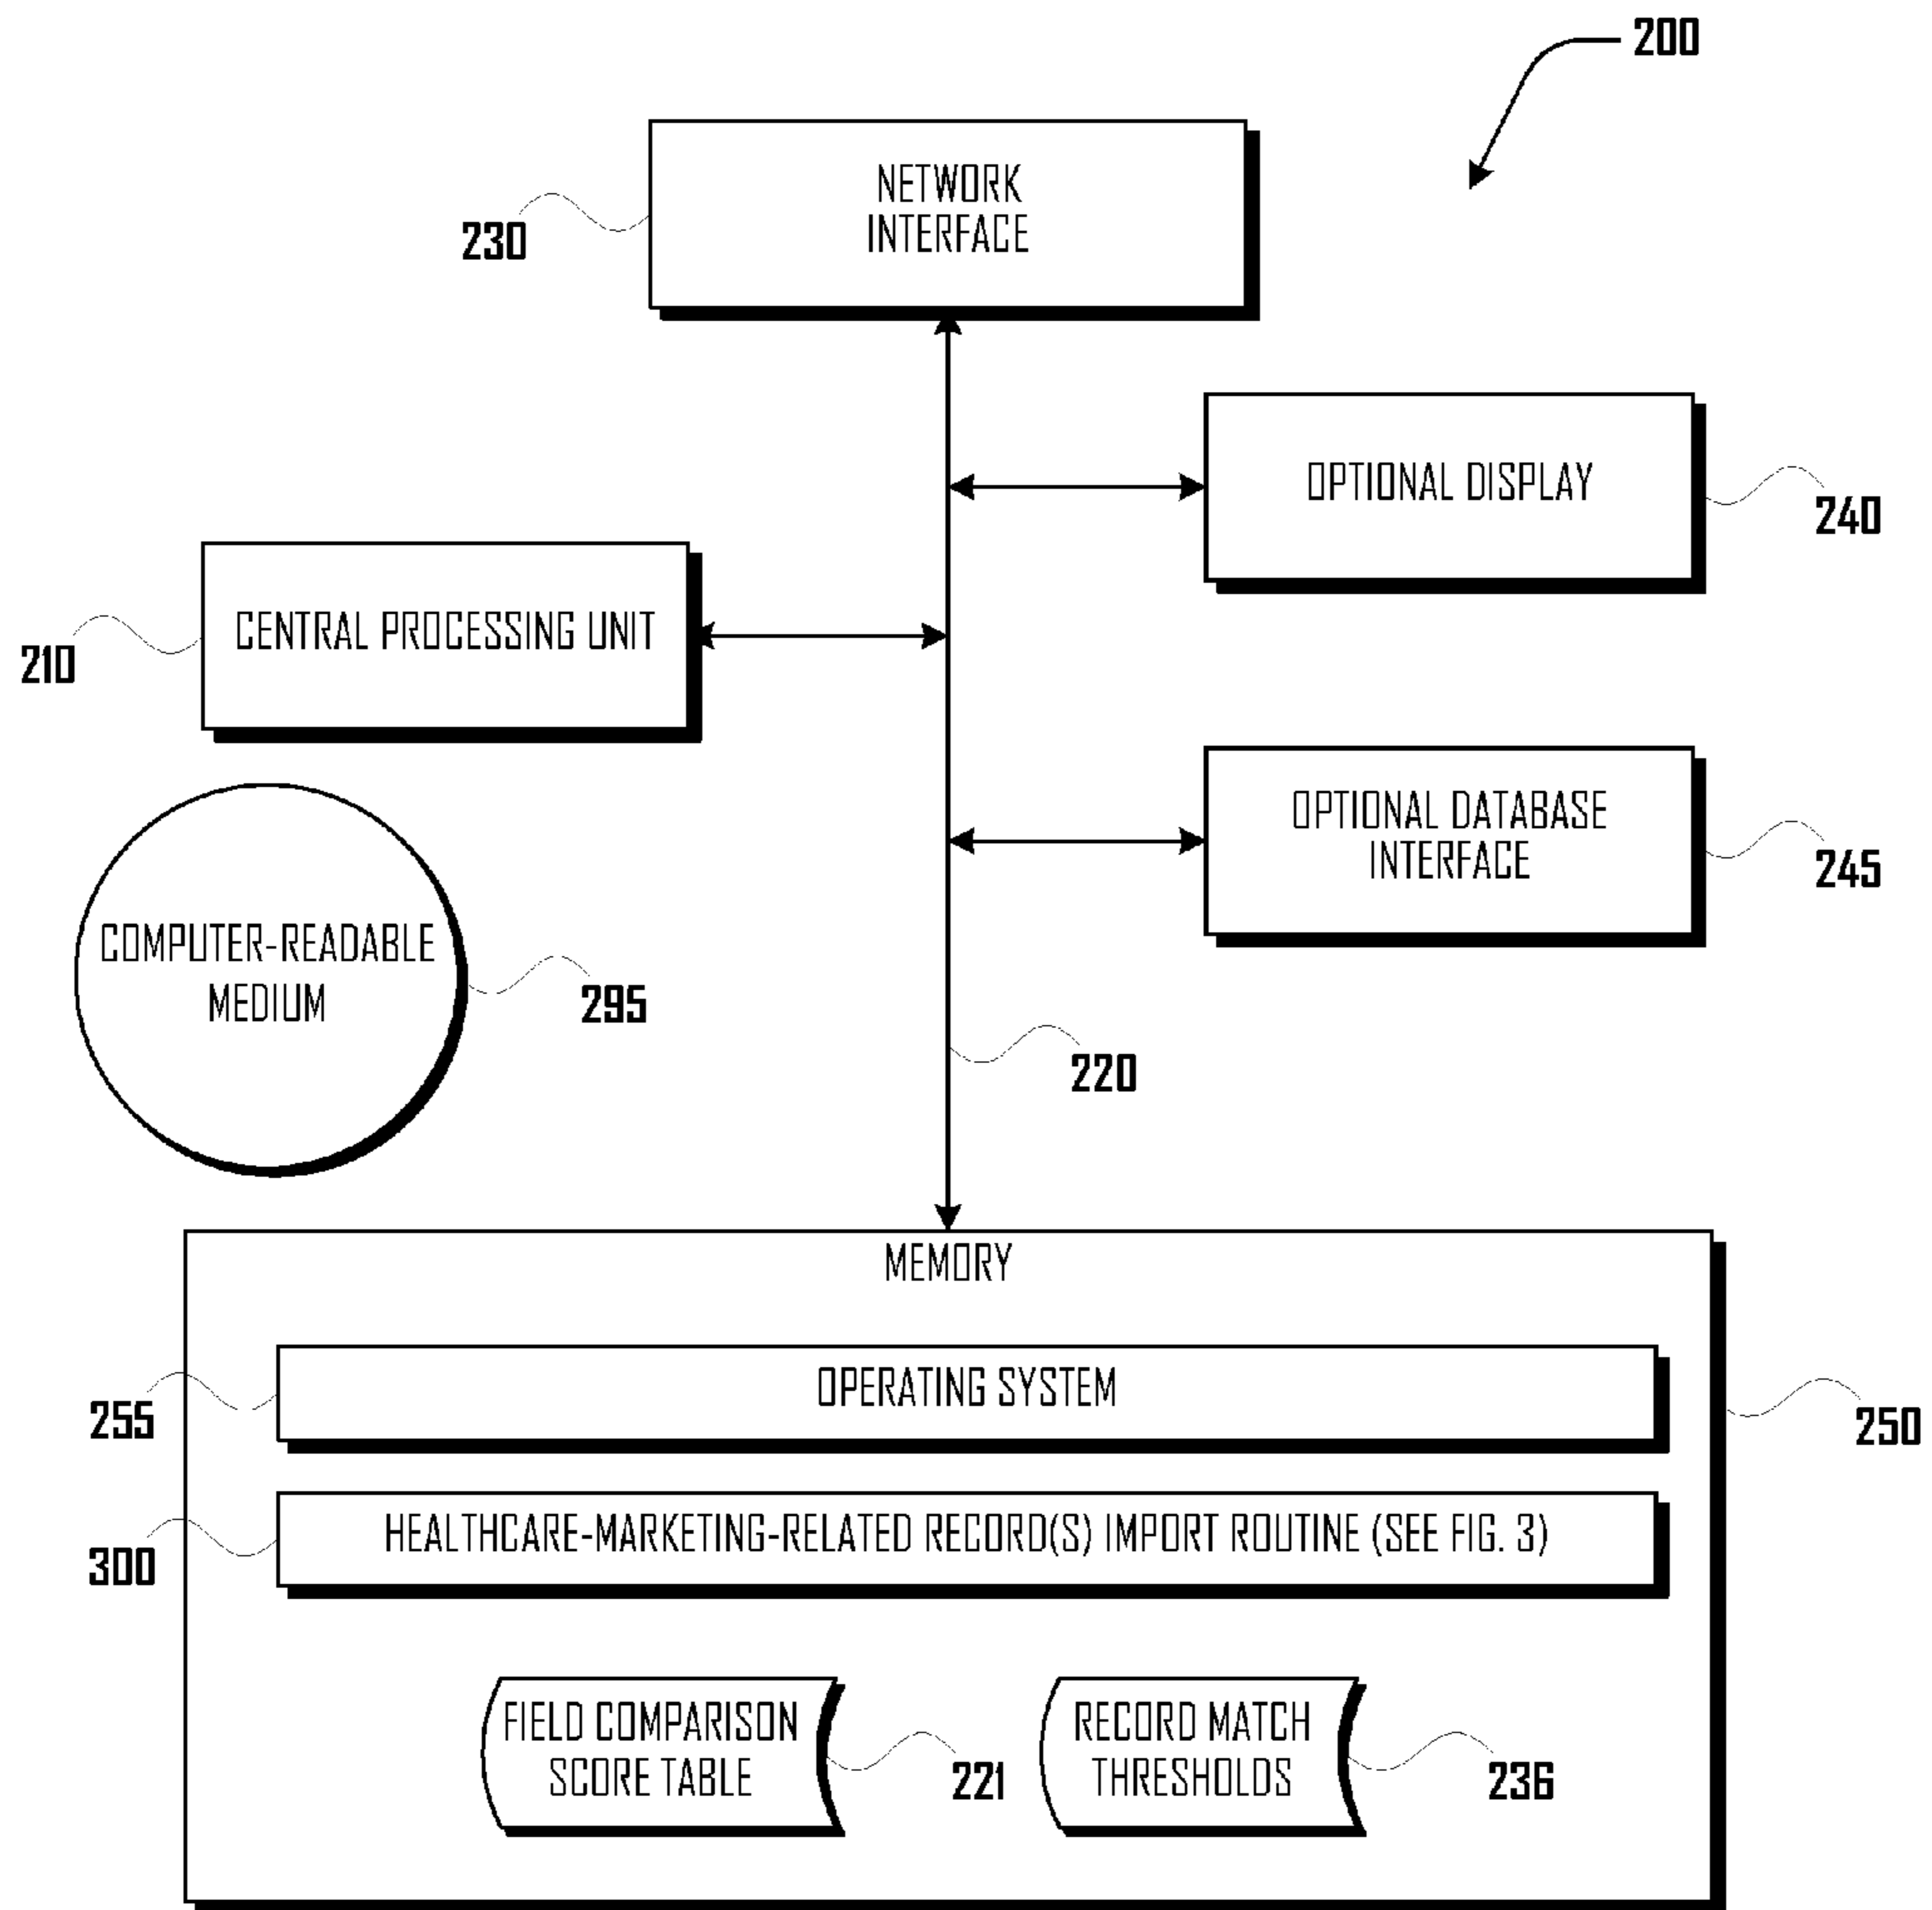 200
NETWORK
INTERFACE
230
OPTIONAL DISPLAY
240
CENTRAL PROCESSING UNIT
210
OPTIONAL DATABASE
INTERFACE
245
COMPUTER-READABLE
MEDIUM
295
220
MEMORY
OPERATING SYSTEM
255
250
HEALTHCARE-MARKETING-RELATED RECORD(S) IMPORT ROUTINE (SEE FIG. 3)
300
FIELD COMPARISON
SCORE TABLE
221
RECORD MATCH
THRESHOLDS
236